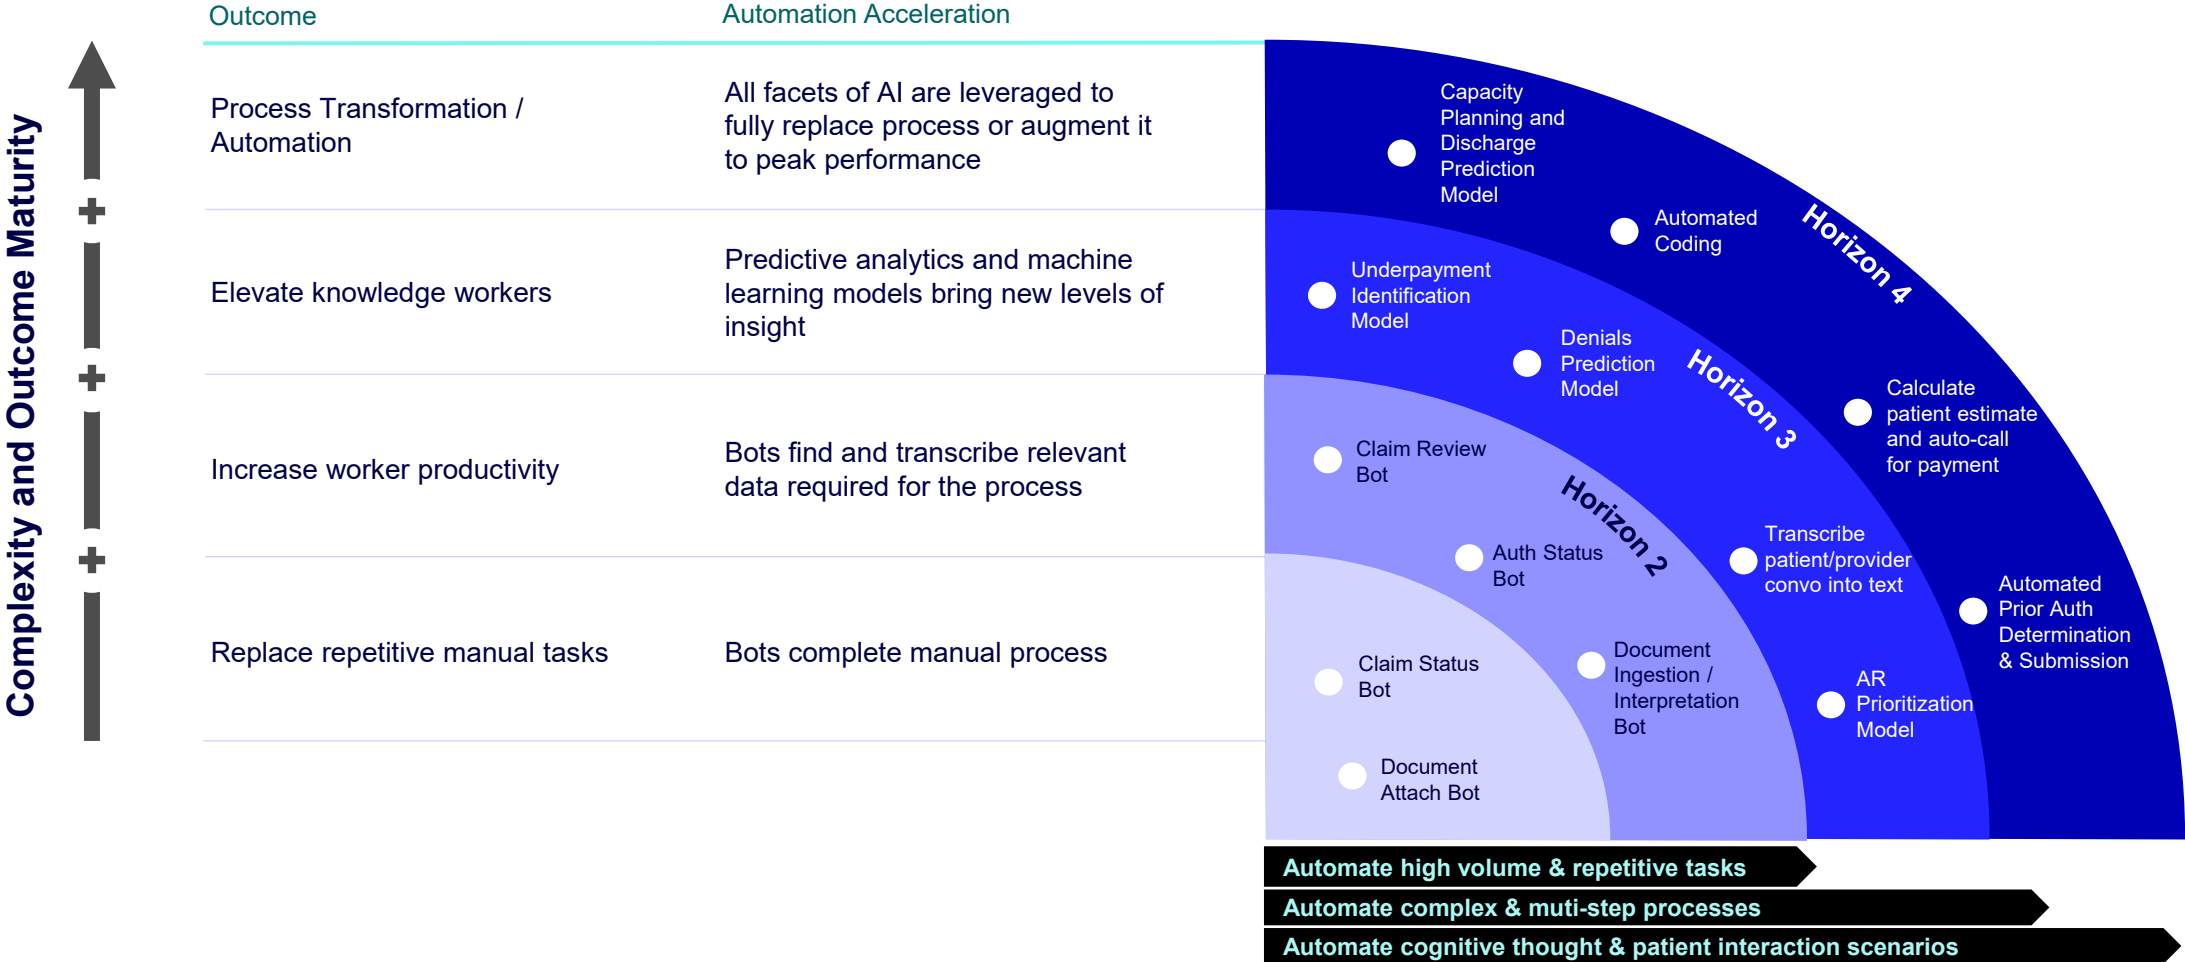 Outcome
Automation Acceleration
Complexity and Outcome Maturity
Process Transformation /
Automation
All facets of AI are leveraged to
fully replace process or augment it
to peak performance
Elevate knowledge workers
Predictive analytics and machine
learning models bring new levels of
insight
Increase worker productivity
Bots find and transcribe relevant
data required for the process
Replace repetitive manual tasks
Bots complete manual process
Capacity
Planning and
Discharge
Prediction
Model
Automated
Coding
Horizon 4
Calculate
patient estimate
and auto-call
for payment
Automated
Prior Auth
Determination
& Submission
Underpayment
Identification
Model
Denials
Prediction
Model
Horizon 3
Transcribe
patient/provider
convo into text
AR
Prioritization
Model
Claim Review
Bot
Horizon 2
Auth Status
Bot
Document
Ingestion /
Interpretation
Bot
Claim Status
Bot
Document
Attach Bot
Automate high volume & repetitive tasks
Automate complex & muti-step processes
Automate cognitive thought & patient interaction scenarios